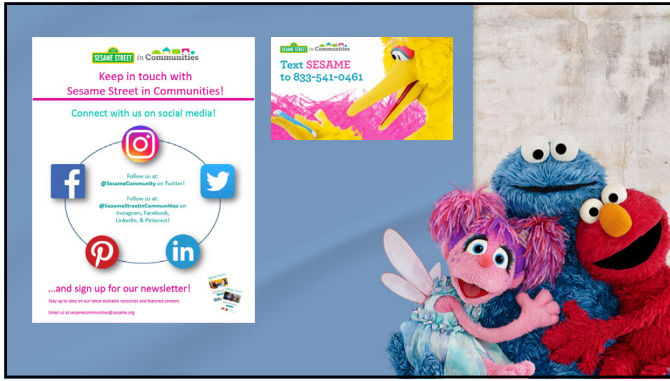 SESAME STREET in Communities
Keep in touch with
Sesame Street in Communities!
Connect with us on social media!
Follow us at:
@SesameCommunity on Twitter!
Follow us at:
@SesameStreetinCommunities on
Instagram, Facebook,
LinkedIn, & Pinterest!
...and sign up for our newsletter!
Stay up to date on our latest available resources and featured content.
Email us at sesamecommunities@sesame.org
SESAME STREET in Communities
Text SESAME
to 833-541-0461